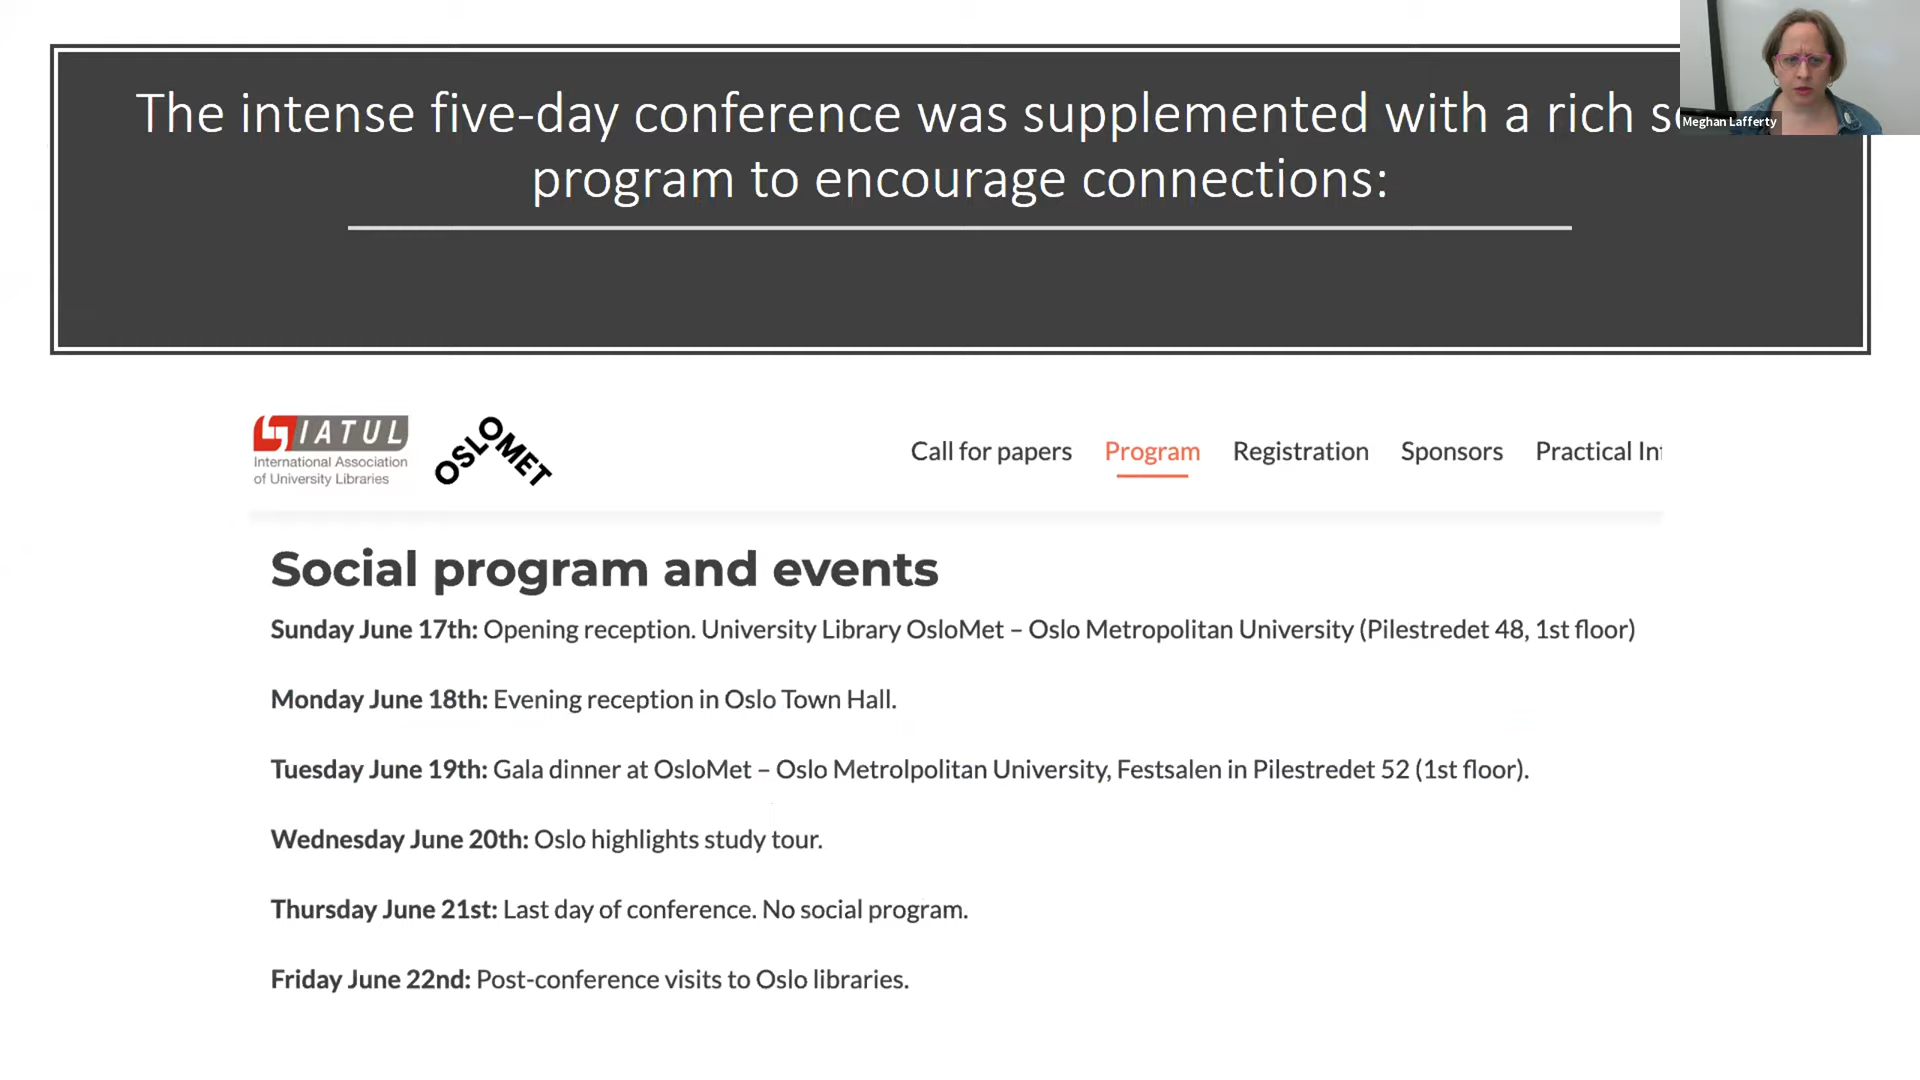 The intense five-day conference was supplemented with a rich
program to encourage connections:
Meghan Lafferty
IATUL
International Association
of University Libraries
OSLOMET
Call for papers Program Registration Sponsors Practical
Social program and events
Sunday June 17th: Opening reception. University Library OsloMet – Oslo Metropolitan University (Pilestredet 48, 1st floor)
Monday June 18th: Evening reception in Oslo Town Hall.
Tuesday June 19th: Gala dinner at OsloMet – Oslo Metrolpolitan University, Festsalen in Pilestredet 52 (1st floor).
Wednesday June 20th: Oslo highlights study tour.
Thursday June 21st: Last day of conference. No social program.
Friday June 22nd: Post-conference visits to Oslo libraries.